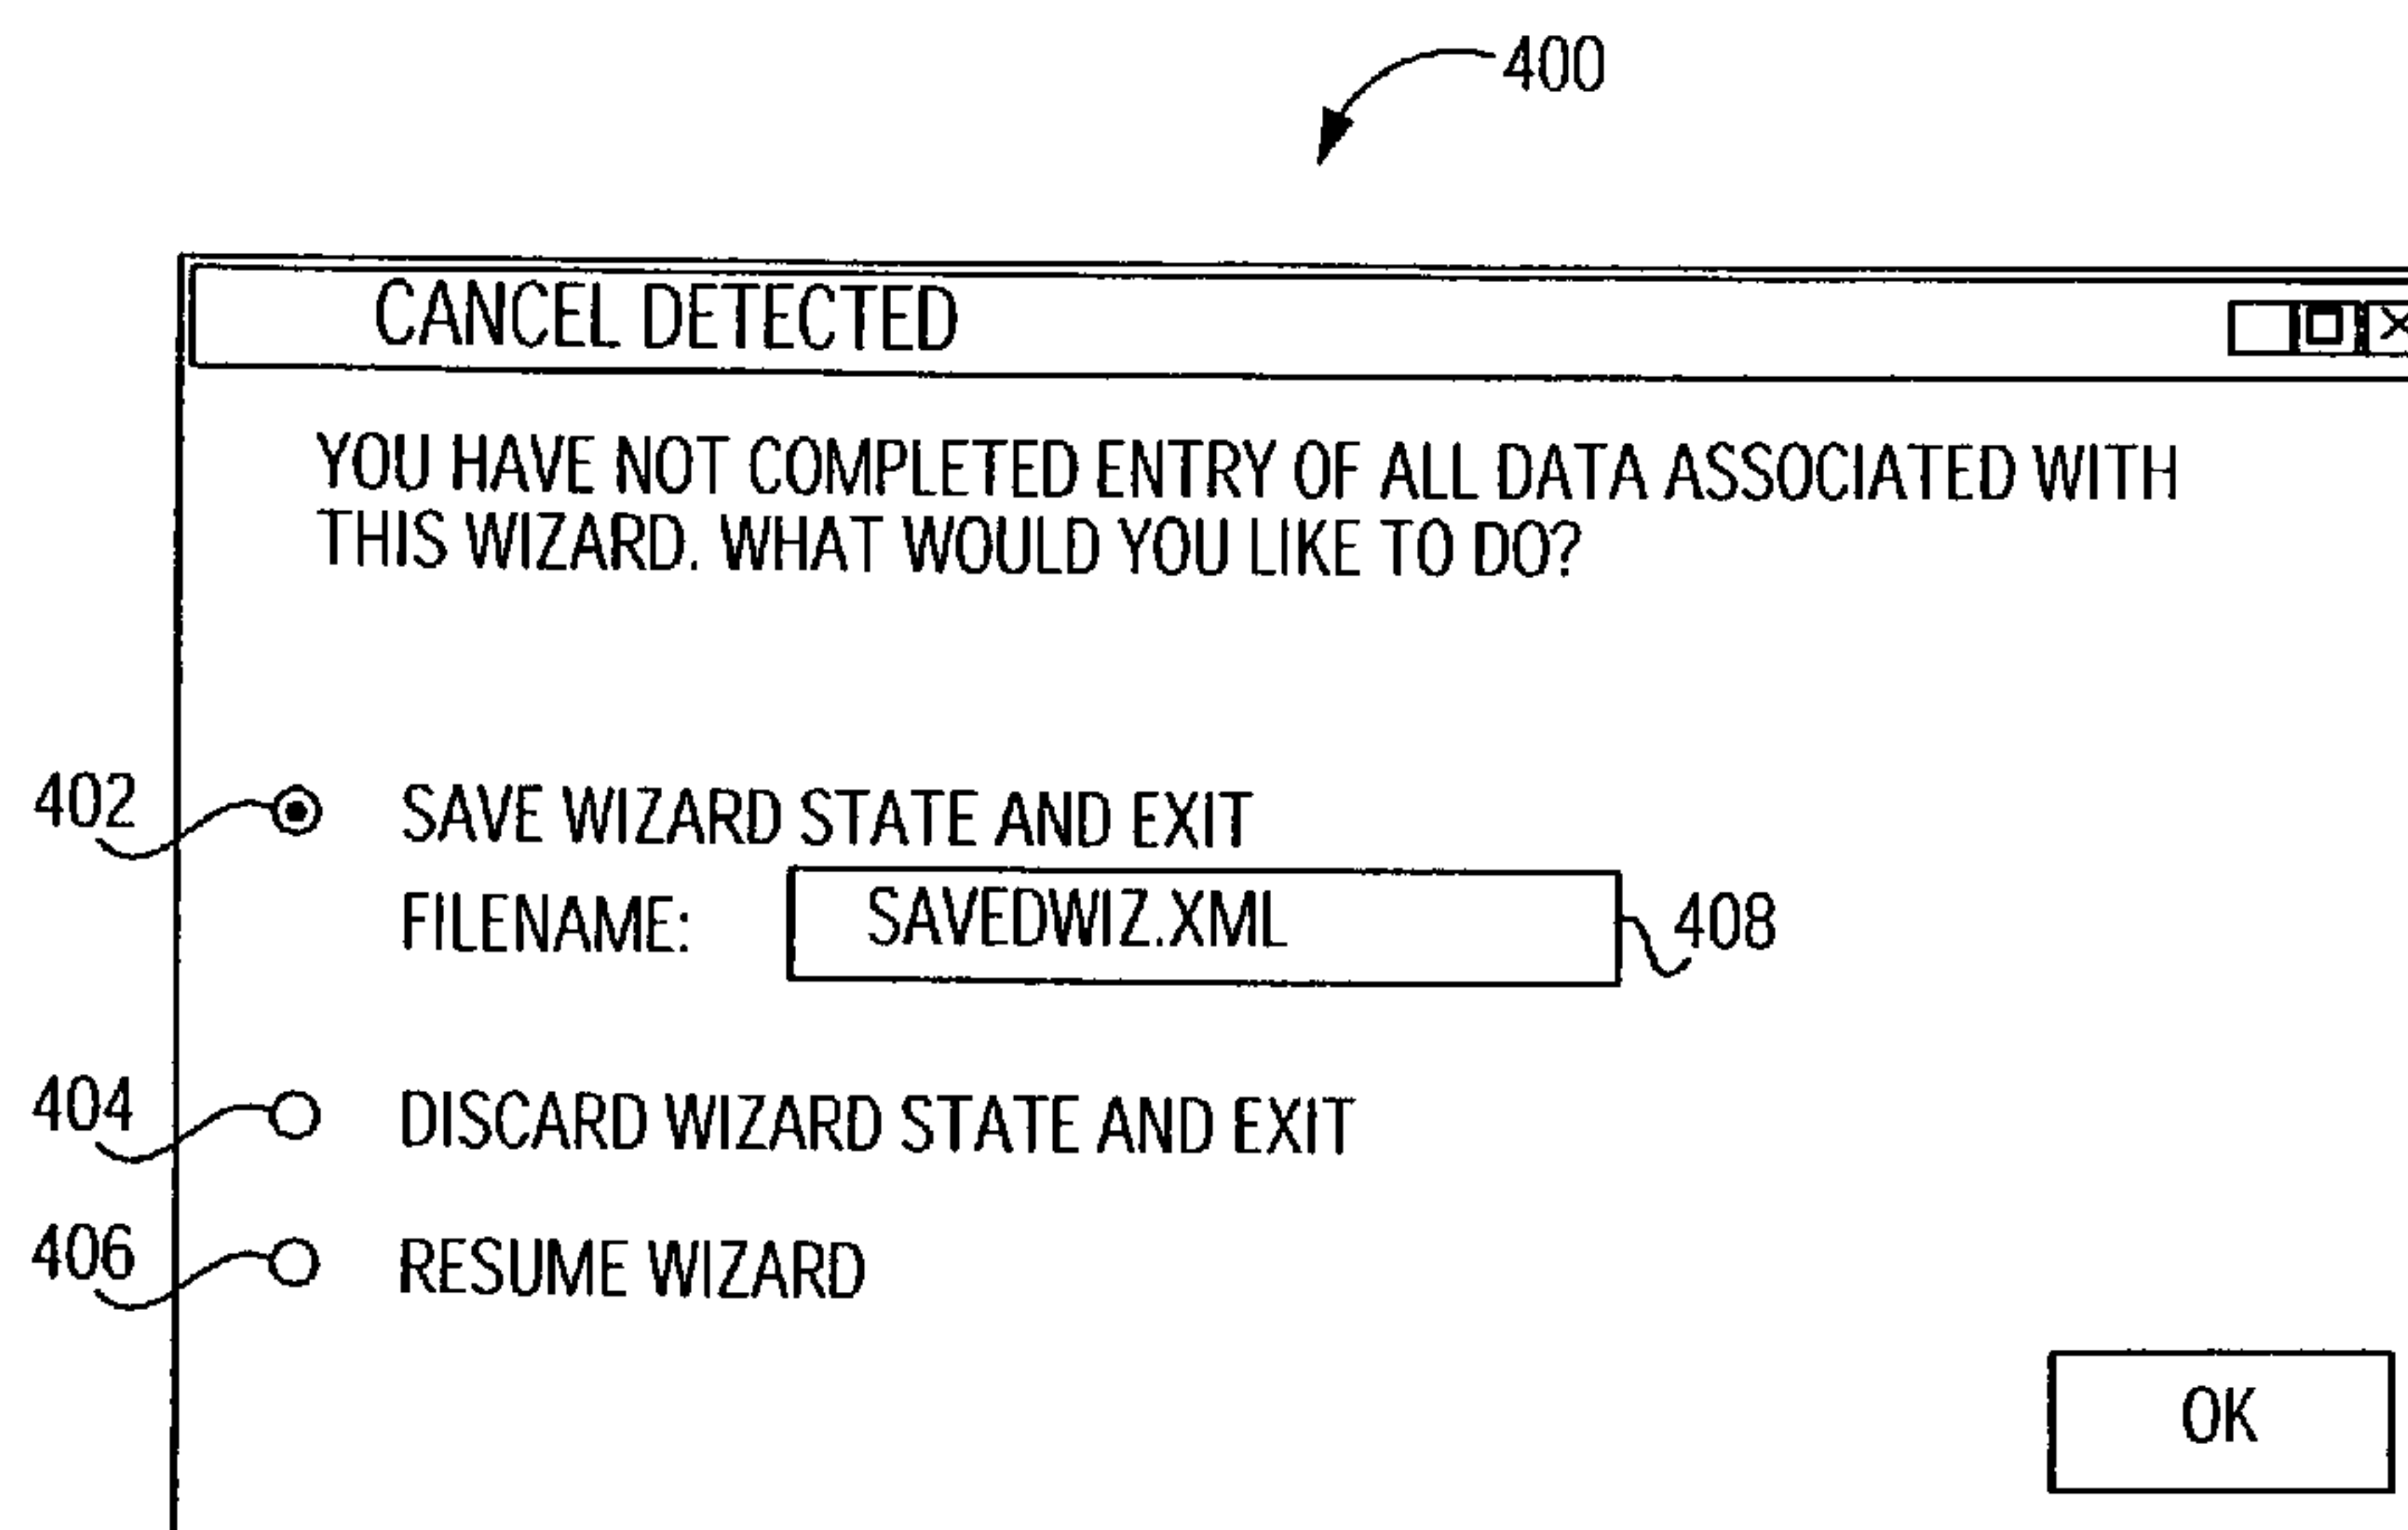 400
CANCEL DETECTED
YOU HAVE NOT COMPLETED ENTRY OF ALL DATA ASSOCIATED WITH
THIS WIZARD. WHAT WOULD YOU LIKE TO DO?
402 SAVE WIZARD STATE AND EXIT
FILENAME: SAVEDWIZ.XML 408
404 DISCARD WIZARD STATE AND EXIT
406 RESUME WIZARD
OK